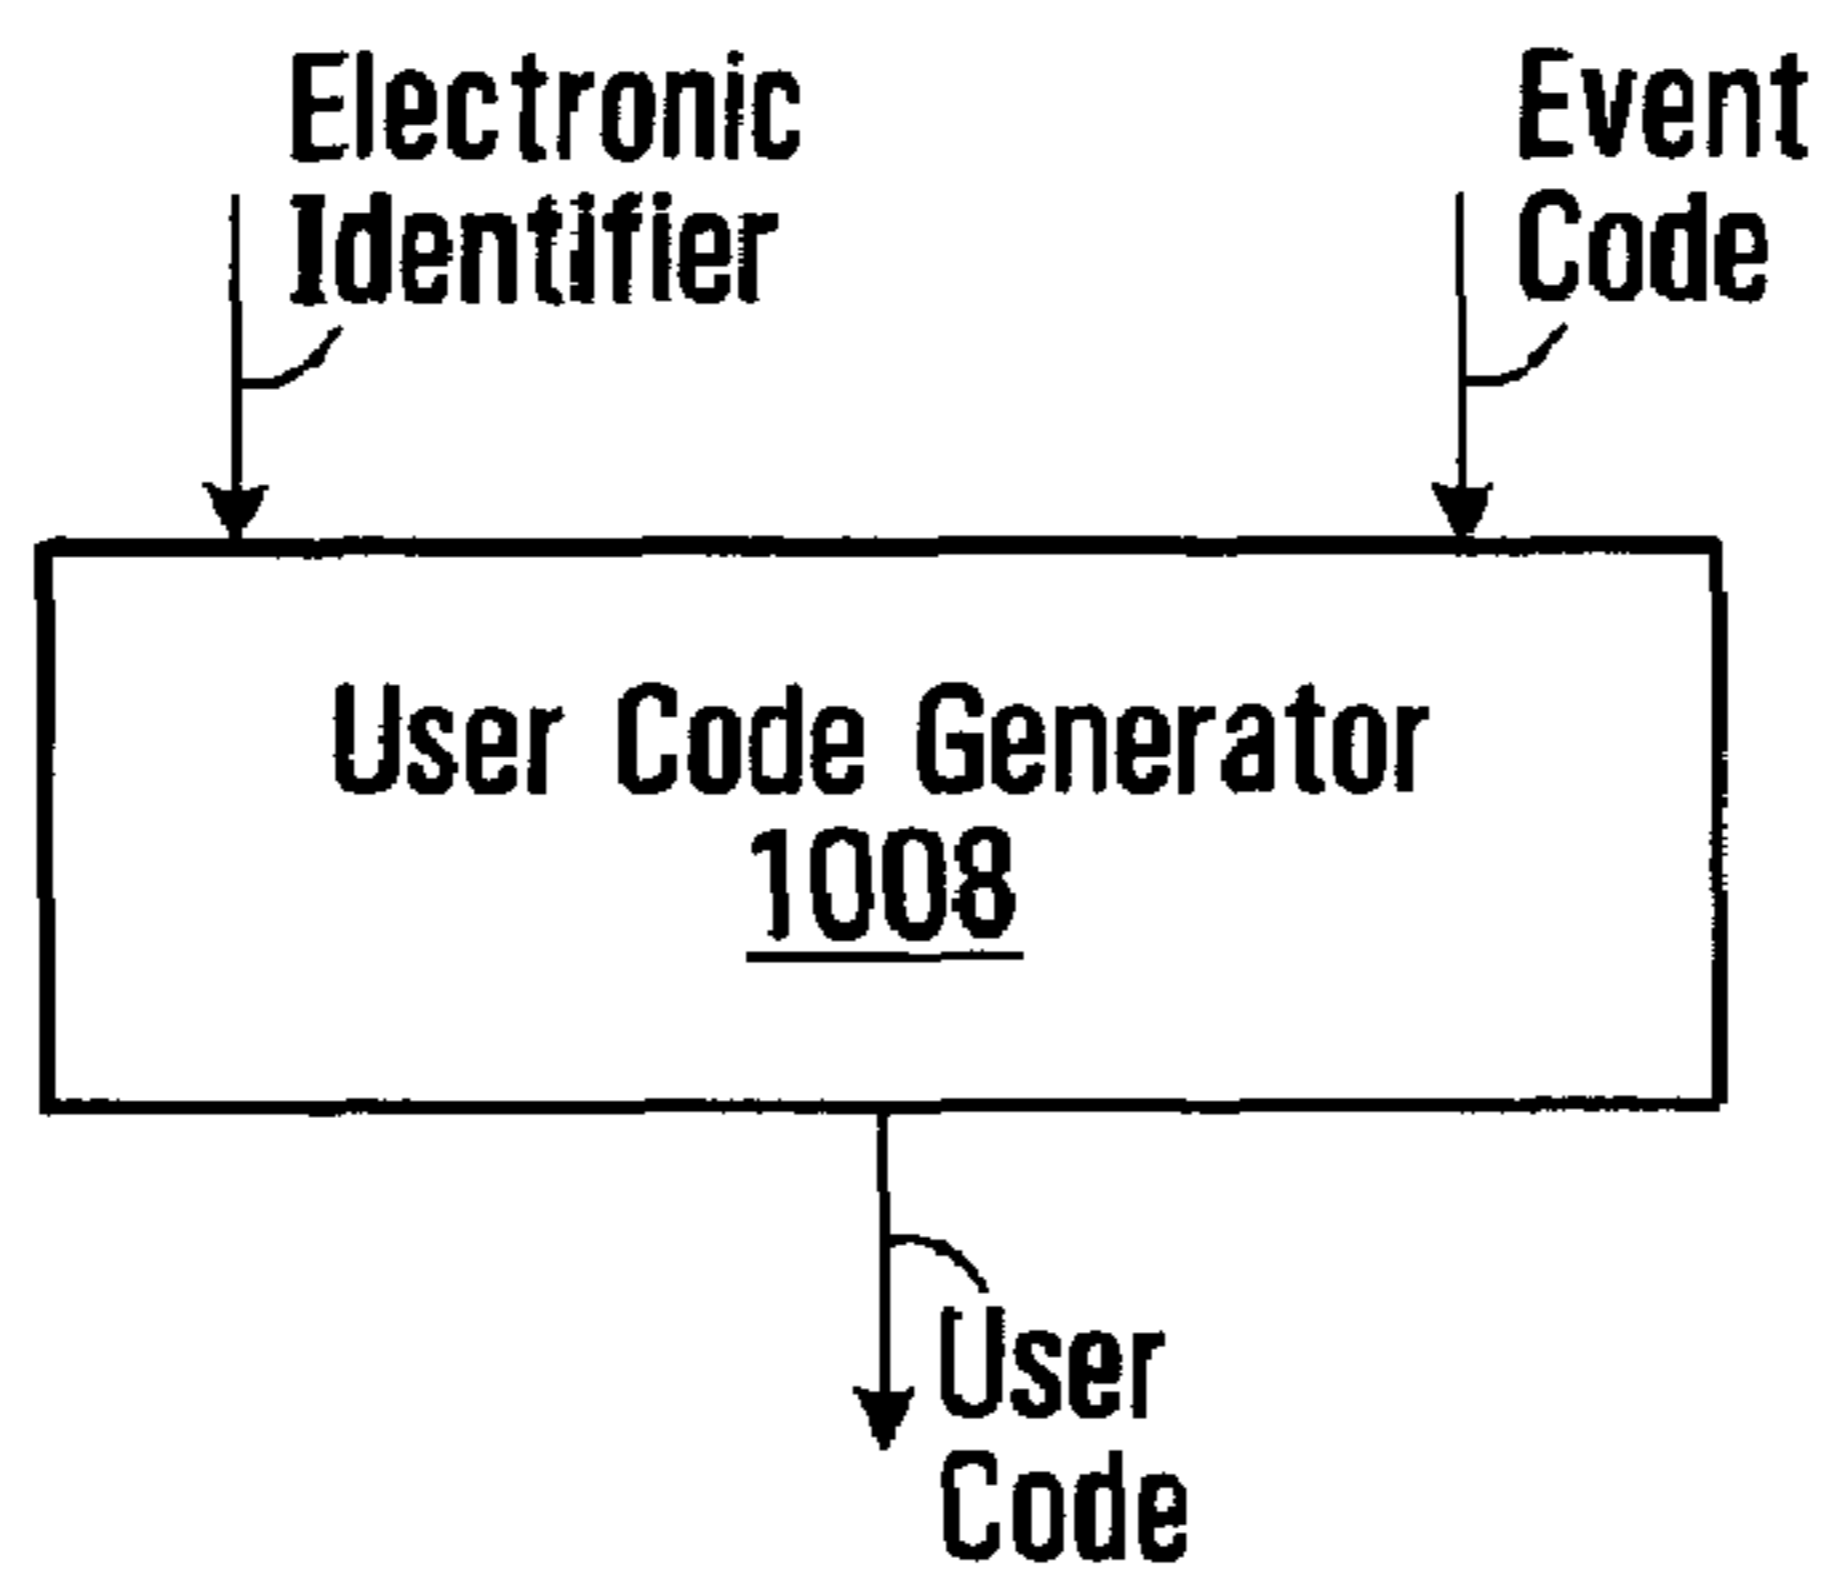 Electronic
Identifier
Event
Code
User Code Generator
1008
User
Code